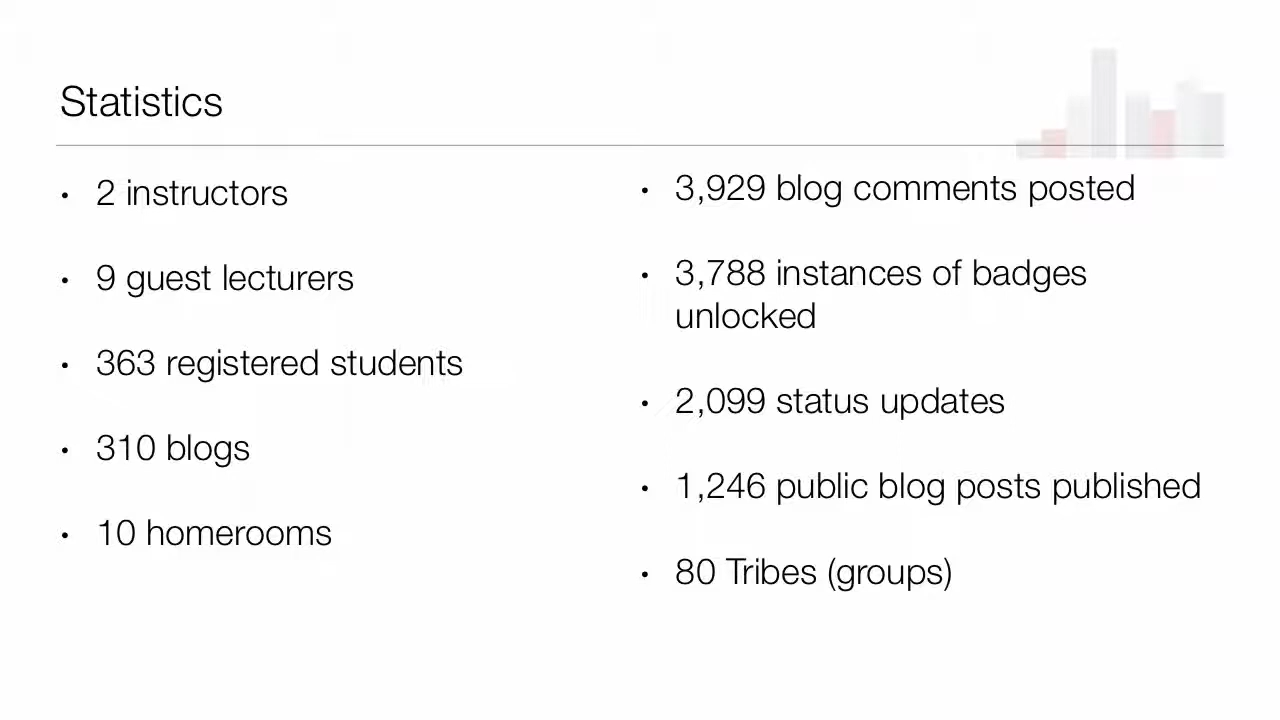 Statistics
• 2 instructors
• 9 guest lecturers
• 363 registered students
• 310 blogs
• 10 homerooms
• 3,929 blog comments posted
• 3,788 instances of badges
unlocked
• 2,099 status updates
• 1,246 public blog posts published
• 80 Tribes (groups)